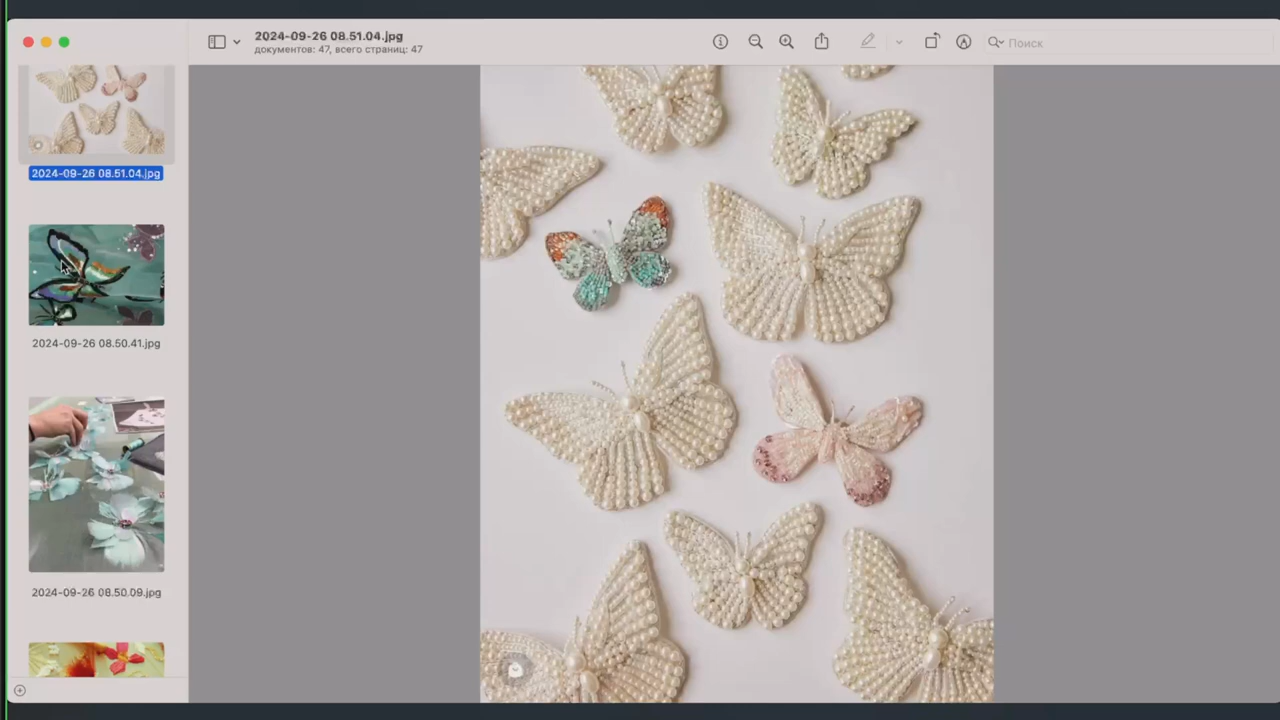 2024-09-26 08.51.04.jpg
документов: 47, всего страниц: 47
Поиск
2024-09-26 08.51.04.jpg
2024-09-26 08.50.41.jpg
2024-09-26 08.50.09.jpg